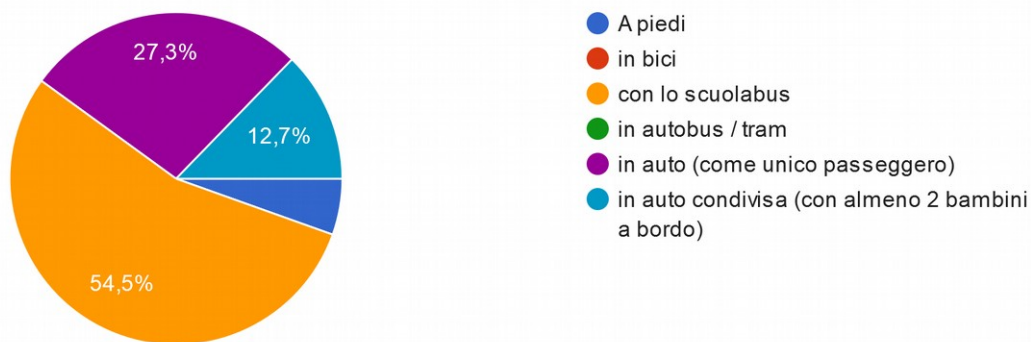 27,3%
12,7%
54,5%
A piedi
in bici
con lo scuolabus
in autobus / tram
in auto (come unico passeggero)
in auto condivisa (con almeno 2 bambini
a bordo)